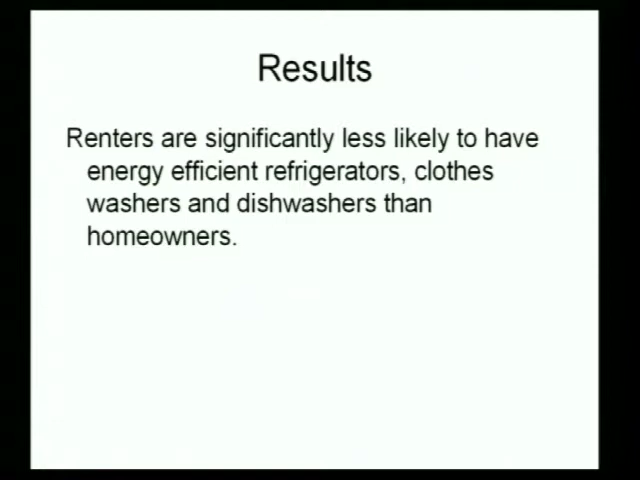 Results
Renters are significantly less likely to have
energy efficient refrigerators, clothes
washers and dishwashers than
homeowners.